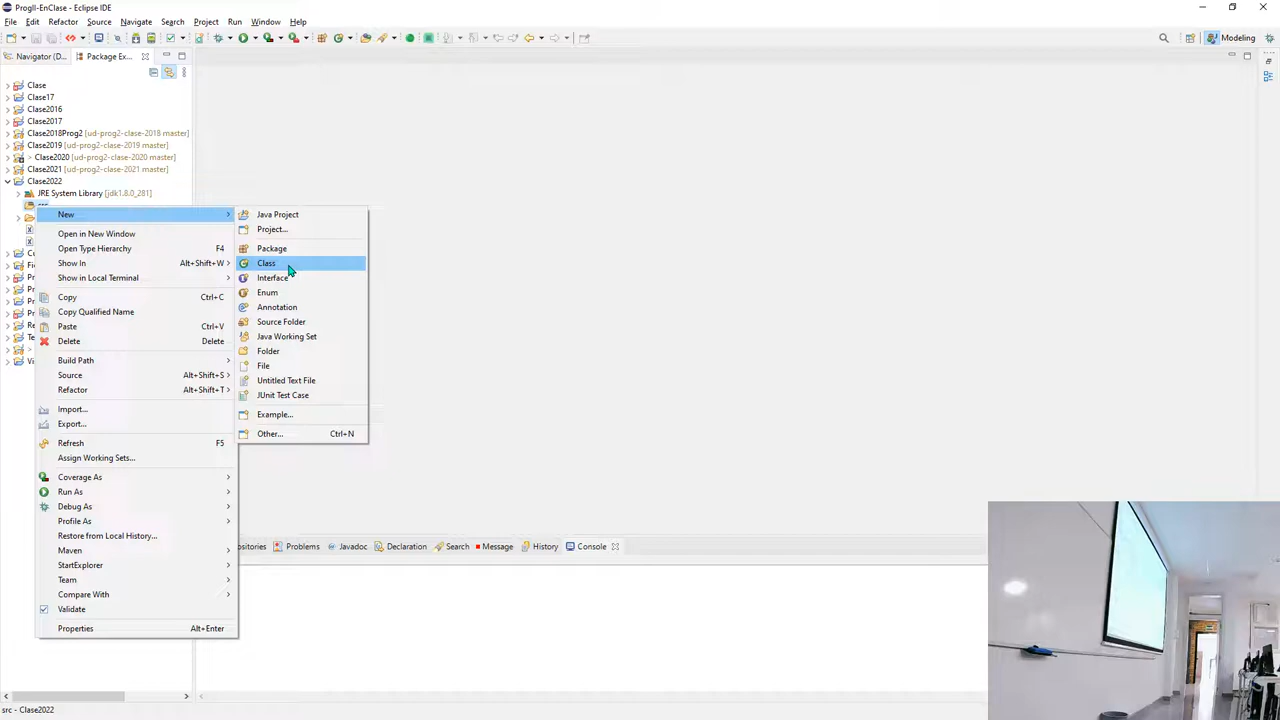 ProgII-EnClase - Eclipse IDE
File Edit Refactor Source Navigate Search Project Run Window Help
Modeling
Navigator (D... Package Ex...
Clase
Clase17
Clase2016
Clase2017
Clase2018Prog2 [ud-prog2-clase-2018 master]
Clase2019 [ud-prog2-clase-2019 master]
> Clase2020 [ud-prog2-clase-2020 master]
Clase2021 [ud-prog2-clase-2021 master]
Clase2022
JRE System Library [jdk1.8.0_281]
New
Open in New Window
Open Type Hierarchy F4
Show In Alt+Shift+W
Show in Local Terminal
Copy Ctrl+C
Copy Qualified Name
Paste Ctrl+V
Delete Delete
Build Path
Source Alt+Shift+S
Refactor Alt+Shift+T
Import...
Export...
Refresh F5
Assign Working Sets...
Coverage As
Run As
Debug As
Profile As
Restore from Local History...
Maven
StartExplorer
Team
Compare With
Validate
Properties Alt+Enter
Java Project
Project...
Package
Class
Interface
Enum
Annotation
Source Folder
Java Working Set
Folder
File
Untitled Text File
JUnit Test Case
Example...
Other... Ctrl+N
ositories Problems Javadoc Declaration Search Message History Console
src - Clase2022